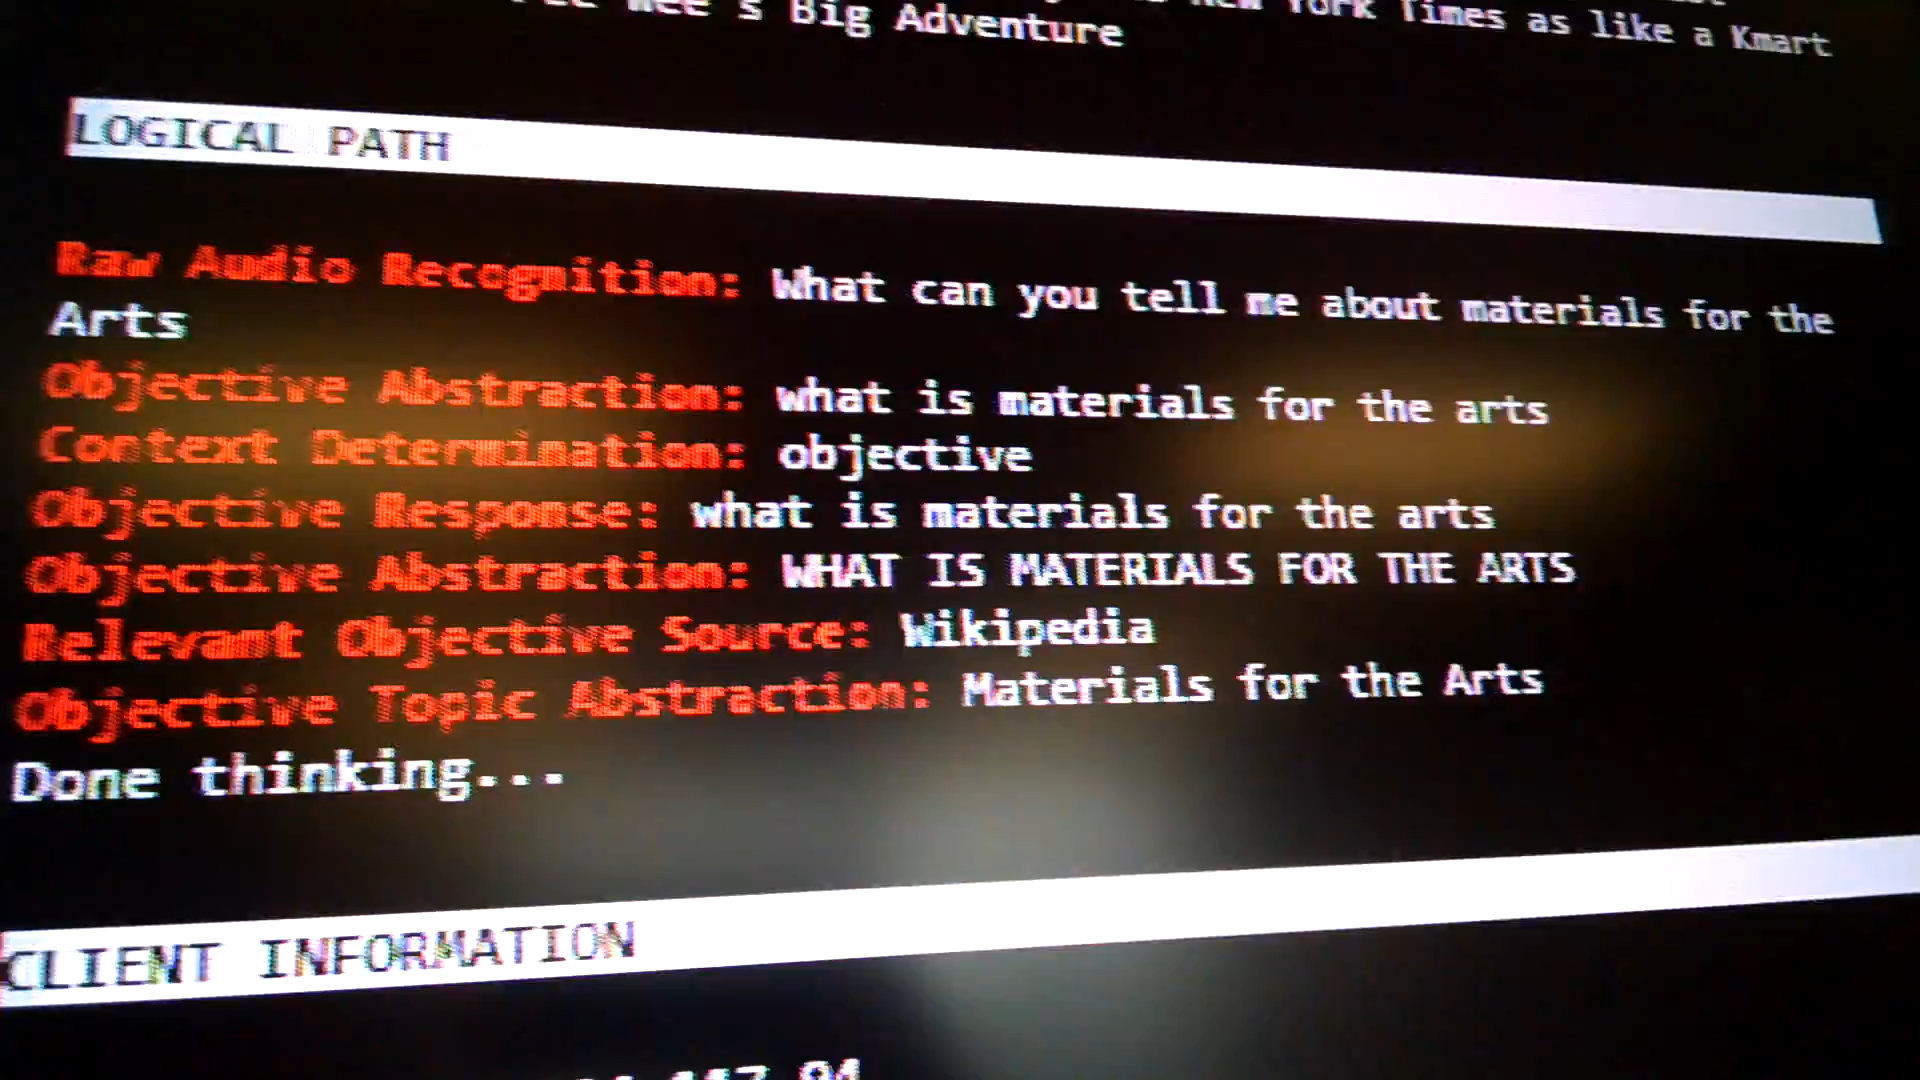 Wee's Big Adventure
New York Times as like a Kmart
LOGICAL PATH
Raw Audio Recognition: What can you tell me about materials for the
Arts
Objective Abstraction: what is materials for the arts
Context Determination: objective
Objective Response: what is materials for the arts
Objective Abstraction: WHAT IS MATERIALS FOR THE ARTS
Relevant Objective Source: Wikipedia
Objective Topic Abstraction: Materials for the Arts
Done thinking...
CLIENT INFORMATION